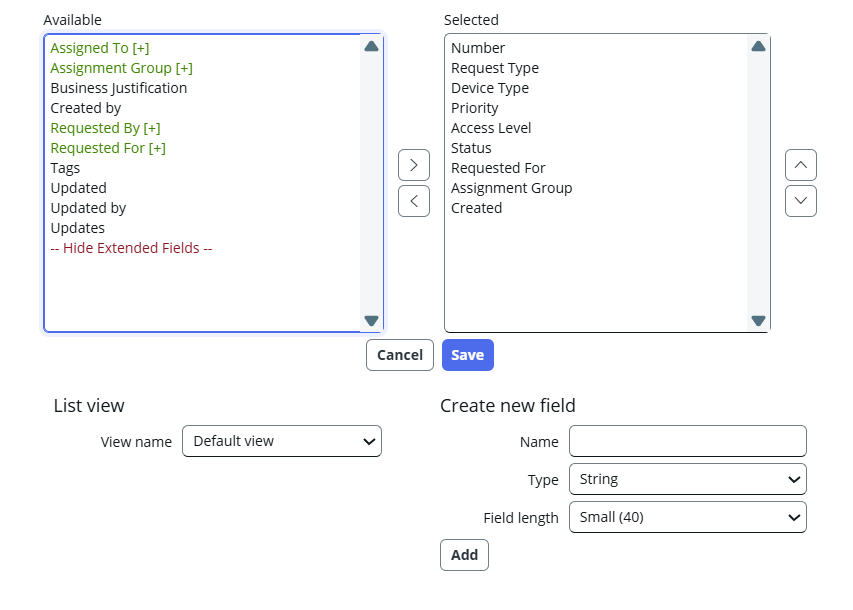 Available
Assigned To [+]
Assignment Group [+]
Business Justification
Created by
Requested By [+]
Requested For [+]
Tags
Updated
Updated by
Updates
-- Hide Extended Fields --
Selected
Number
Request Type
Device Type
Priority
Access Level
Status
Requested For
Assignment Group
Created
Cancel
Save
List view
View name
Default view
Create new field
Name
Type
String
Field length
Small (40)
Add